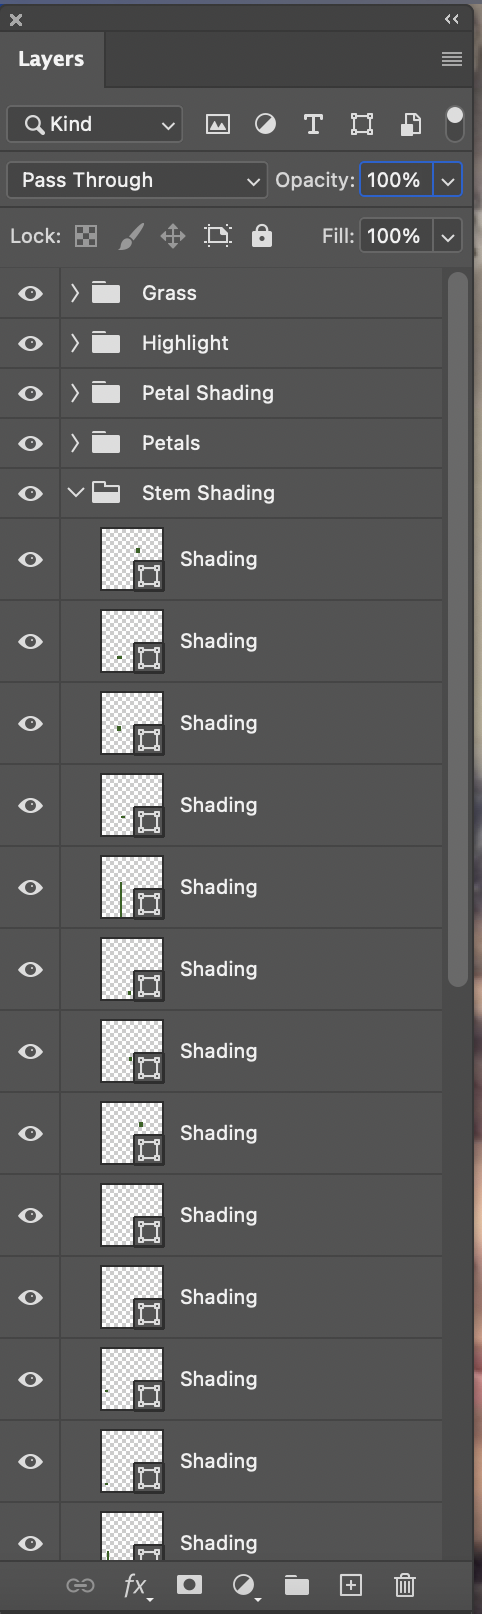 Layers
Kind
Pass Through Opacity: 100%
Lock: Fill: 100%
Grass
Highlight
Petal Shading
Petals
Stem Shading
Shading
Shading
Shading
Shading
Shading
Shading
Shading
Shading
Shading
Shading
Shading
Shading
Shading
fx